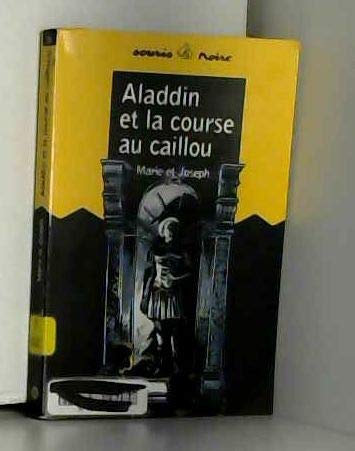 souris noire
Aladdin
et la course
au caillou
Marie et Joseph